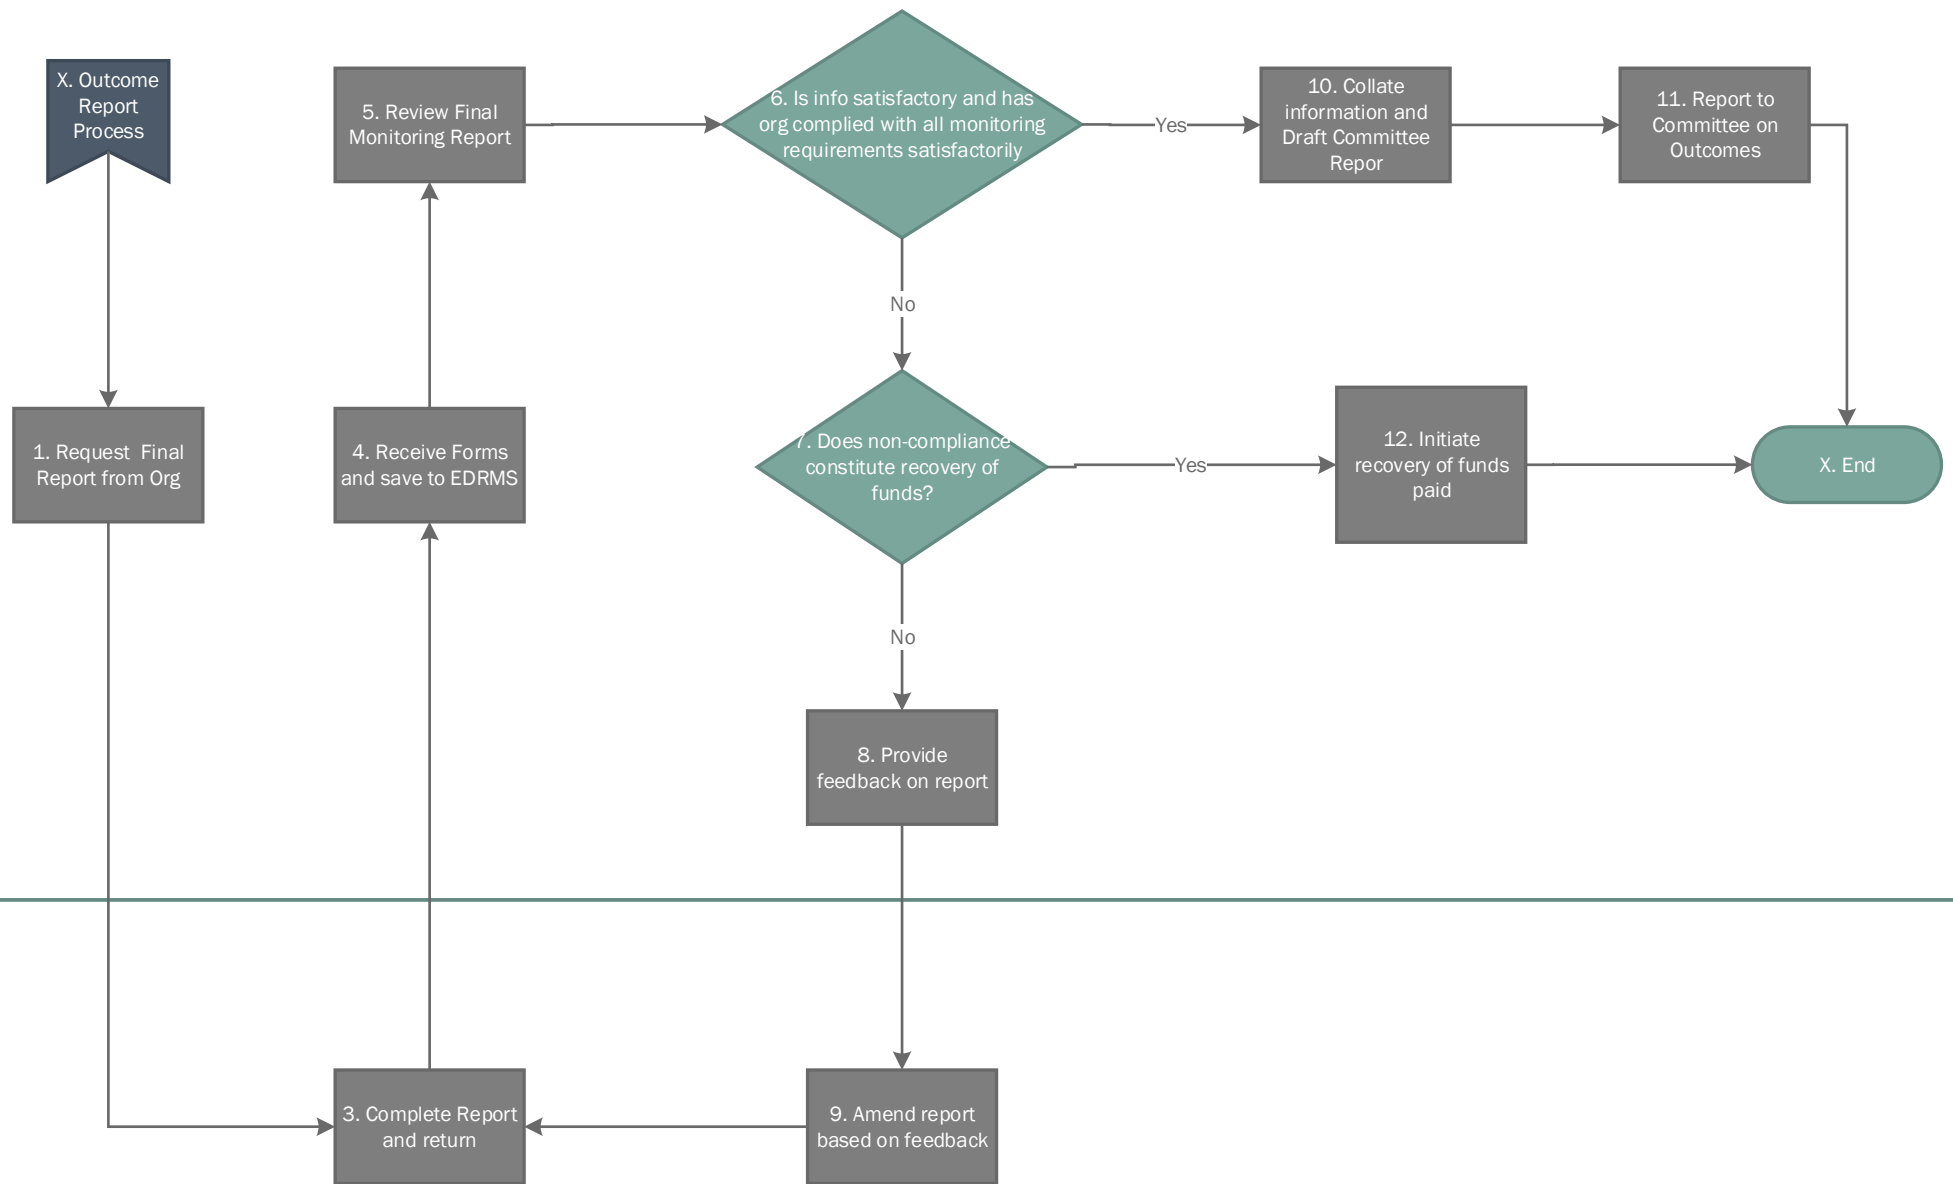 X. Outcome
Report
Process
5. Review Final
Monitoring Report
6. Is info satisfactory and has
org complied with all monitoring
requirements satisfactorily
Yes
10. Collate
information and
Draft Committee
Repor
11. Report to
Committee on
Outcomes
No
1. Request  Final
Report from Org
4. Receive Forms
and save to EDRMS
7. Does non-compliance
constitute recovery of
funds?
Yes
12. Initiate
recovery of funds
paid
X. End
No
8. Provide
feedback on report
3. Complete Report
and return
9. Amend report
based on feedback